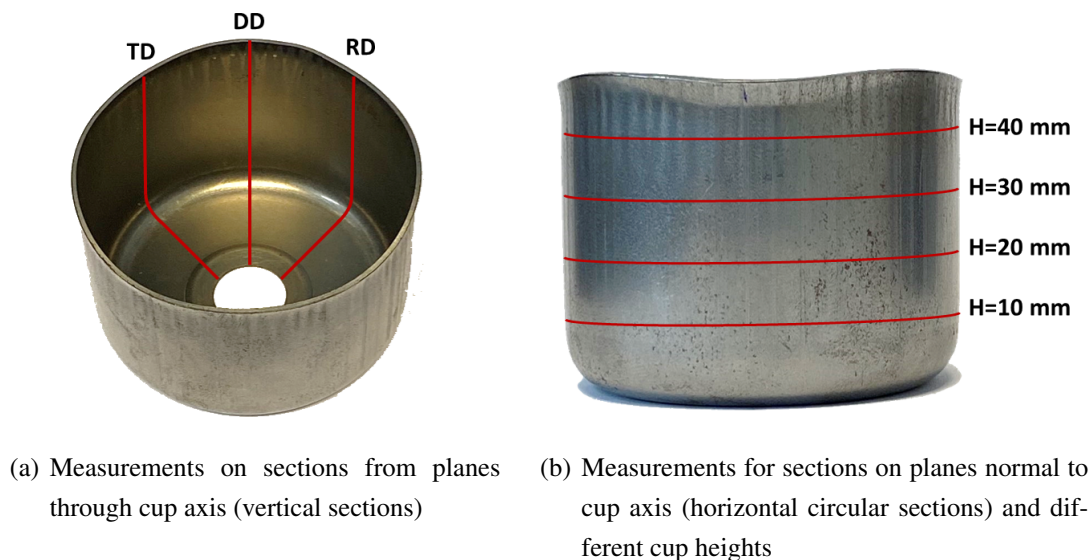 TD
DD
RD
H=40 mm
H=30 mm
H=20 mm
H=10 mm
(a) Measurements on sections from planes
through cup axis (vertical sections)
(b) Measurements for sections on planes normal to
cup axis (horizontal circular sections) and dif-
ferent cup heights